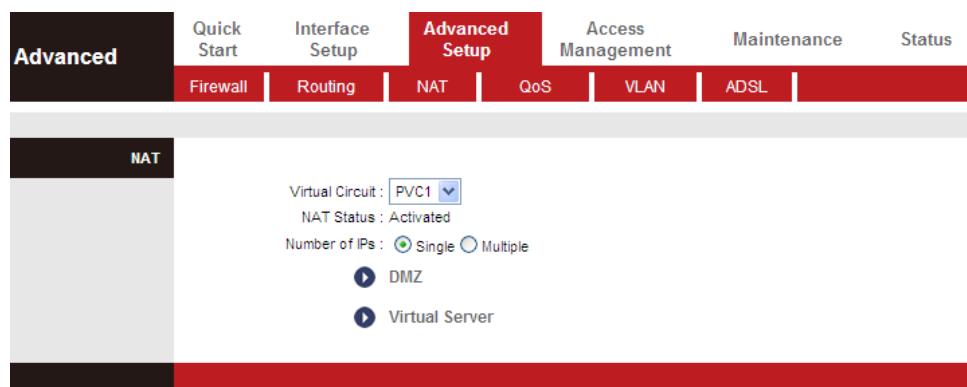 Advanced
Quick Start
Interface Setup
Advanced Setup
Access Management
Maintenance
Status
Firewall
Routing
NAT
QoS
VLAN
ADSL
NAT
Virtual Circuit : PVC1
NAT Status : Activated
Number of IPs : Single Multiple
DMZ
Virtual Server